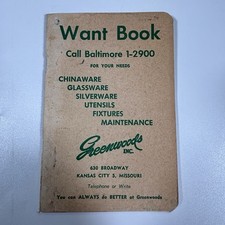 Want Book
Call Baltimore 1-2900
FOR YOUR NEEDS
CHINAWARE
GLASSWARE
SILVERWARE
UTENSILS
FIXTURES
MAINTENANCE
Greenwoods
INC.
630 BROADWAY
KANSAS CITY 5, MISSOURI
Telephone or Write
You can ALWAYS do BETTER at Greenwoods